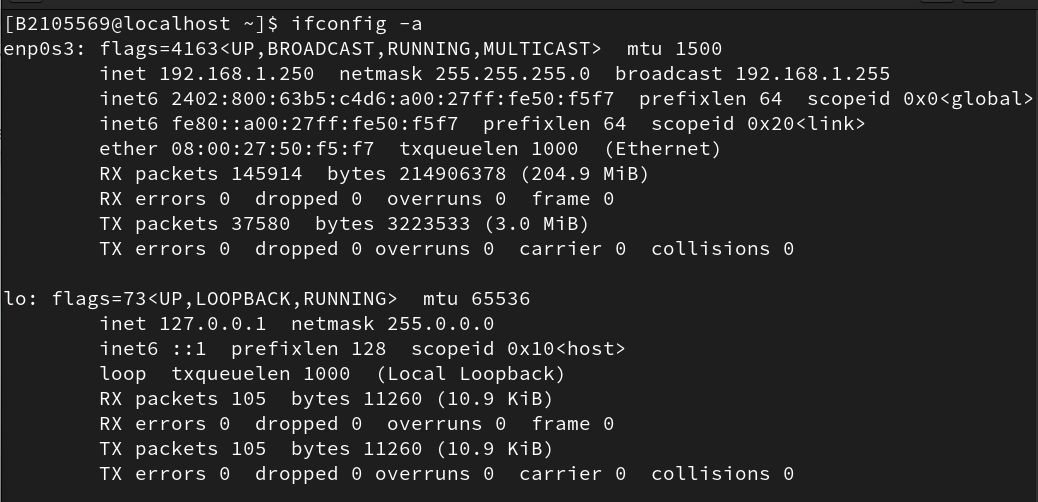 [B2105569@localhost ~]$ ifconfig -a
enp0s3: flags=4163<UP,BROADCAST,RUNNING,MULTICAST>  mtu 1500
        inet 192.168.1.250  netmask 255.255.255.0  broadcast 192.168.1.255
        inet6 2402:800:63b5:c4d6:a00:27ff:fe50:f5f7  prefixlen 64  scopeid 0x0<global>
        inet6 fe80::a00:27ff:fe50:f5f7  prefixlen 64  scopeid 0x20<link>
        ether 08:00:27:50:f5:f7  txqueuelen 1000  (Ethernet)
        RX packets 145914  bytes 214906378 (204.9 MiB)
        RX errors 0  dropped 0  overruns 0  frame 0
        TX packets 37580  bytes 3223533 (3.0 MiB)
        TX errors 0  dropped 0 overruns 0  carrier 0  collisions 0

lo: flags=73<UP,LOOPBACK,RUNNING>  mtu 65536
        inet 127.0.0.1  netmask 255.0.0.0
        inet6 ::1  prefixlen 128  scopeid 0x10<host>
        loop  txqueuelen 1000  (Local Loopback)
        RX packets 105  bytes 11260 (10.9 KiB)
        RX errors 0  dropped 0  overruns 0  frame 0
        TX packets 105  bytes 11260 (10.9 KiB)
        TX errors 0  dropped 0 overruns 0  carrier 0  collisions 0